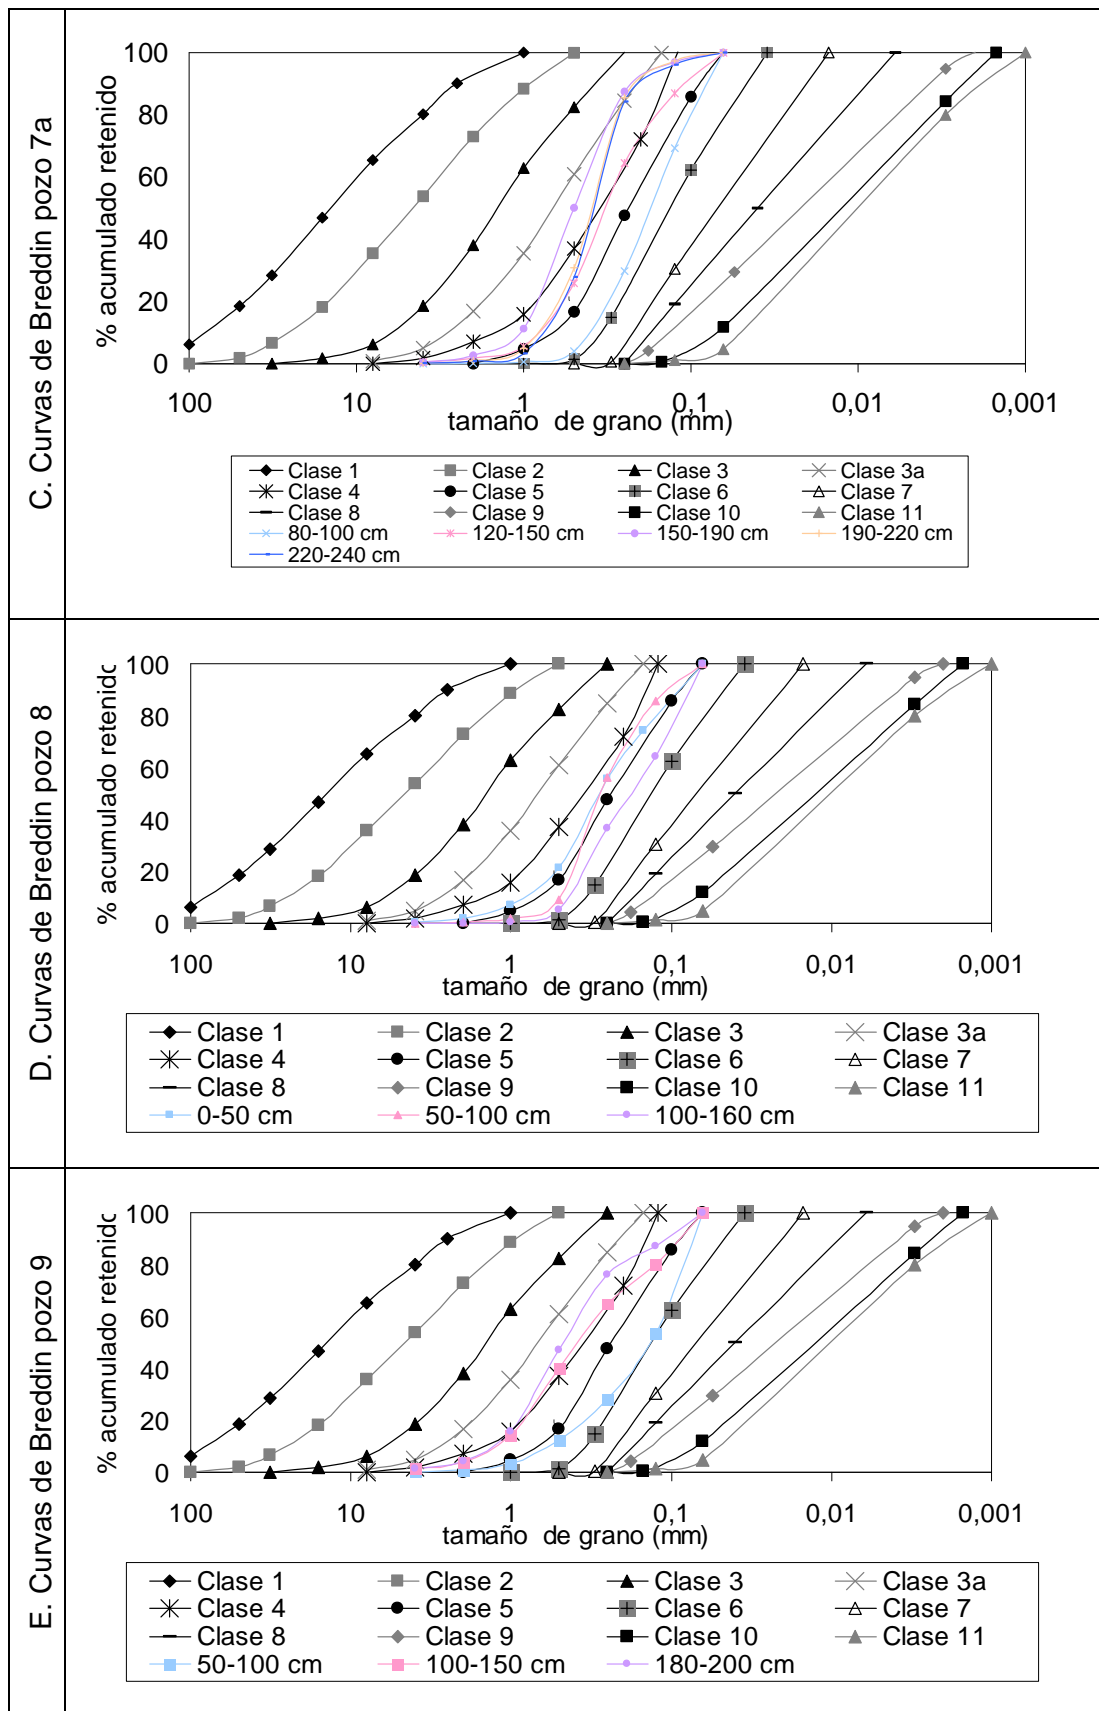 C. Curvas de Breddin pozo 7a
% acumulado retenido
100
80
60
40
20
0
100 10 1 0,1 0,01 0,001
tamaño de grano (mm)
Clase 1 Clase 2 Clase 3 Clase 3a
Clase 4 Clase 5 Clase 6 Clase 7
Clase 8 Clase 9 Clase 10 Clase 11
80-100 cm 120-150 cm 150-190 cm 190-220 cm
220-240 cm
D. Curvas de Breddin pozo 8
% acumulado retenido
100
80
60
40
20
0
100 10 1 0,1 0,01 0,001
tamaño de grano (mm)
Clase 1 Clase 2 Clase 3 Clase 3a
Clase 4 Clase 5 Clase 6 Clase 7
Clase 8 Clase 9 Clase 10 Clase 11
0-50 cm 50-100 cm 100-160 cm
E. Curvas de Breddin pozo 9
% acumulado retenido
100
80
60
40
20
0
100 10 1 0,1 0,01 0,001
tamaño de grano (mm)
Clase 1 Clase 2 Clase 3 Clase 3a
Clase 4 Clase 5 Clase 6 Clase 7
Clase 8 Clase 9 Clase 10 Clase 11
50-100 cm 100-150 cm 180-200 cm